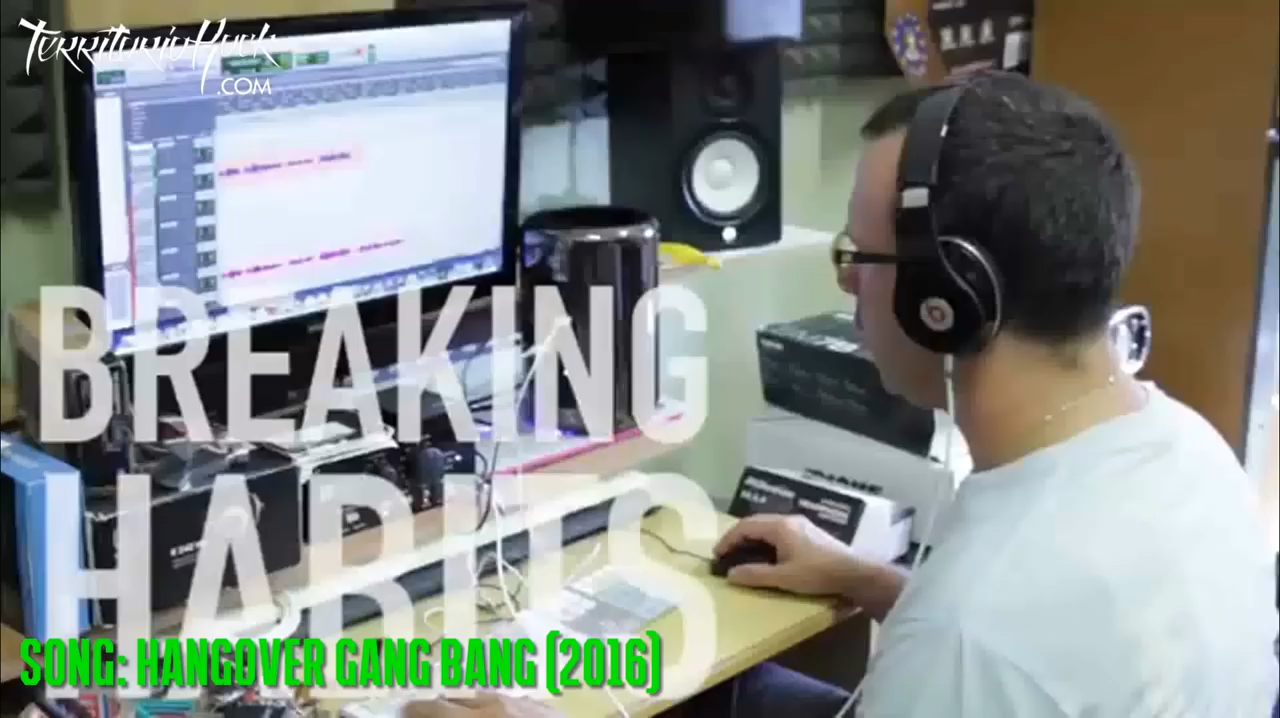 TERRITORIOROCK
.COM
BREAKING
HABITS
SONG: HANGOVER GANG BANG (2016)